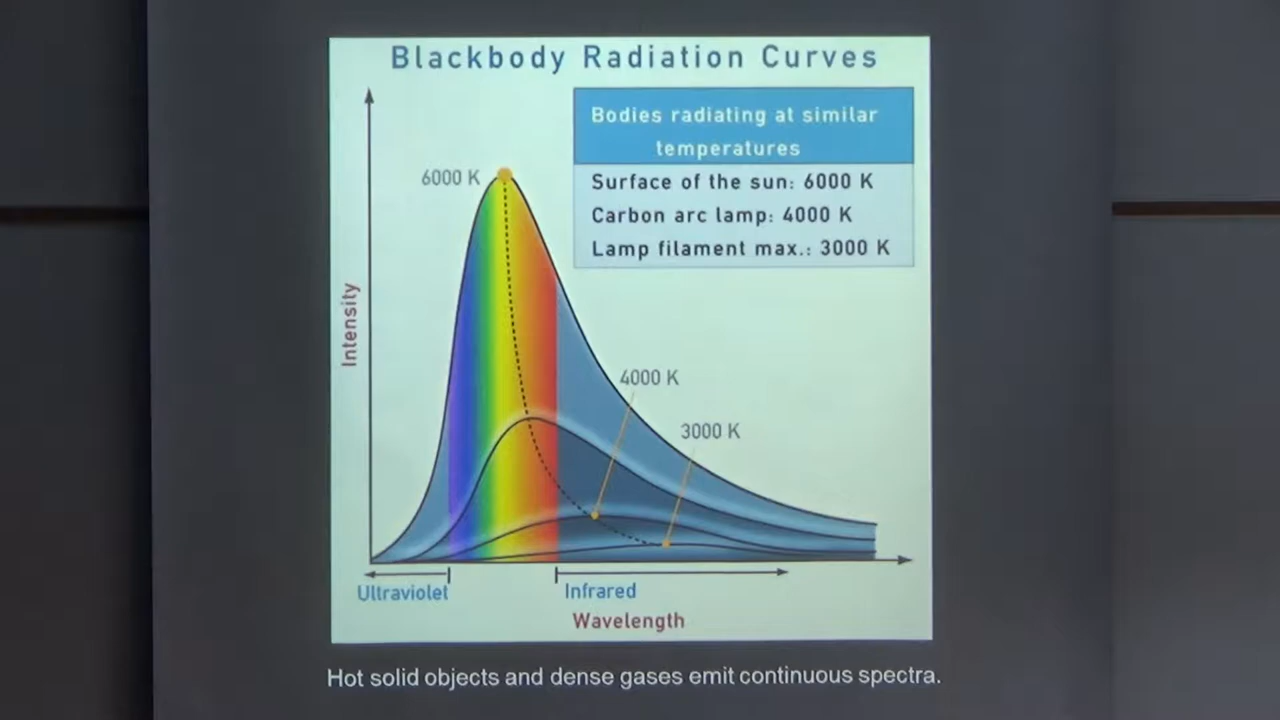 Blackbody Radiation Curves
Bodies radiating at similar
temperatures
Surface of the sun: 6000 K
Carbon arc lamp: 4000 K
Lamp filament max.: 3000 K
6000 K
Intensity
4000 K
3000 K
Ultraviolet
Infrared
Wavelength
Hot solid objects and dense gases emit continuous spectra.